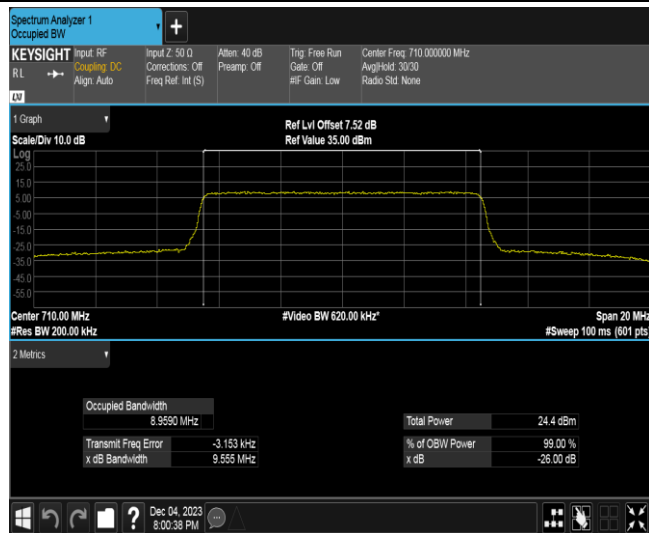 Spectrum Analyzer 1
Occupied BW
+
KEYSIGHT
RL
Input: RF
Coupling: DC
Align: Auto
Input Z: 50 Ω
Corrections: Off
Freq Ref: Int (S)
Atten: 40 dB
Preamp: Off
Trig: Free Run
Gate: Off
#IF Gain: Low
Center Freq: 710.000000 MHz
Avg|Hold: 30/30
Radio Std: None
1 Graph
Scale/Div 10.0 dB
Ref Lvl Offset 7.52 dB
Ref Value 35.00 dBm
Log
25.0
15.0
5.00
-5.00
-15.0
-25.0
-35.0
-45.0
-55.0
Center 710.00 MHz
#Res BW 200.00 kHz
#Video BW 620.00 kHz*
Span 20 MHz
#Sweep 100 ms (601 pts)
2 Metrics
Occupied Bandwidth
8.9590 MHz
Transmit Freq Error -3.153 kHz
x dB Bandwidth 9.555 MHz
Total Power 24.4 dBm
% of OBW Power 99.00 %
x dB -26.00 dB
?
Dec 04, 2023
8:00:38 PM